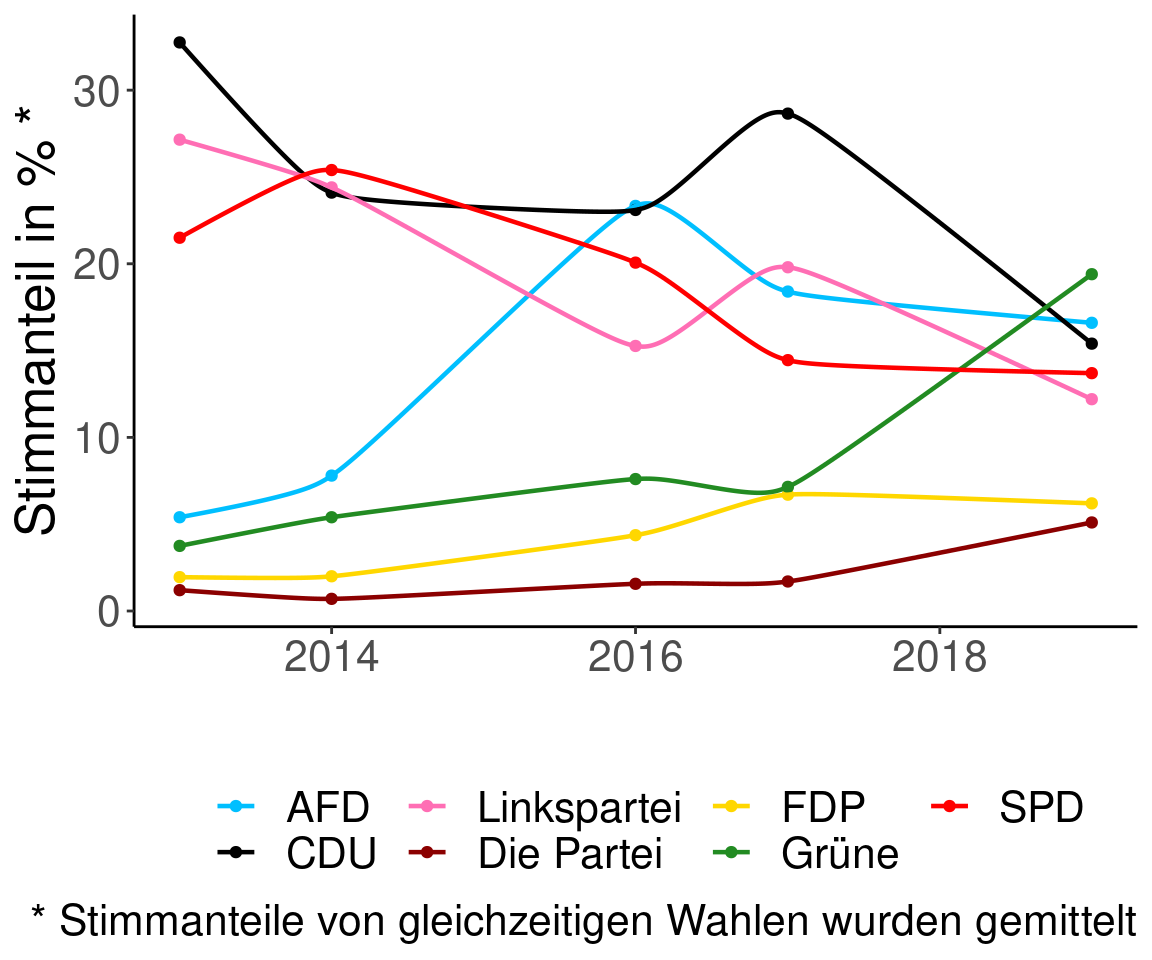 Stimmanteil in % *
30
20
10
0
2014 2016 2018
AFD Linkspartei FDP SPD
CDU Die Partei Grüne
* Stimmanteile von gleichzeitigen Wahlen wurden gemittelt